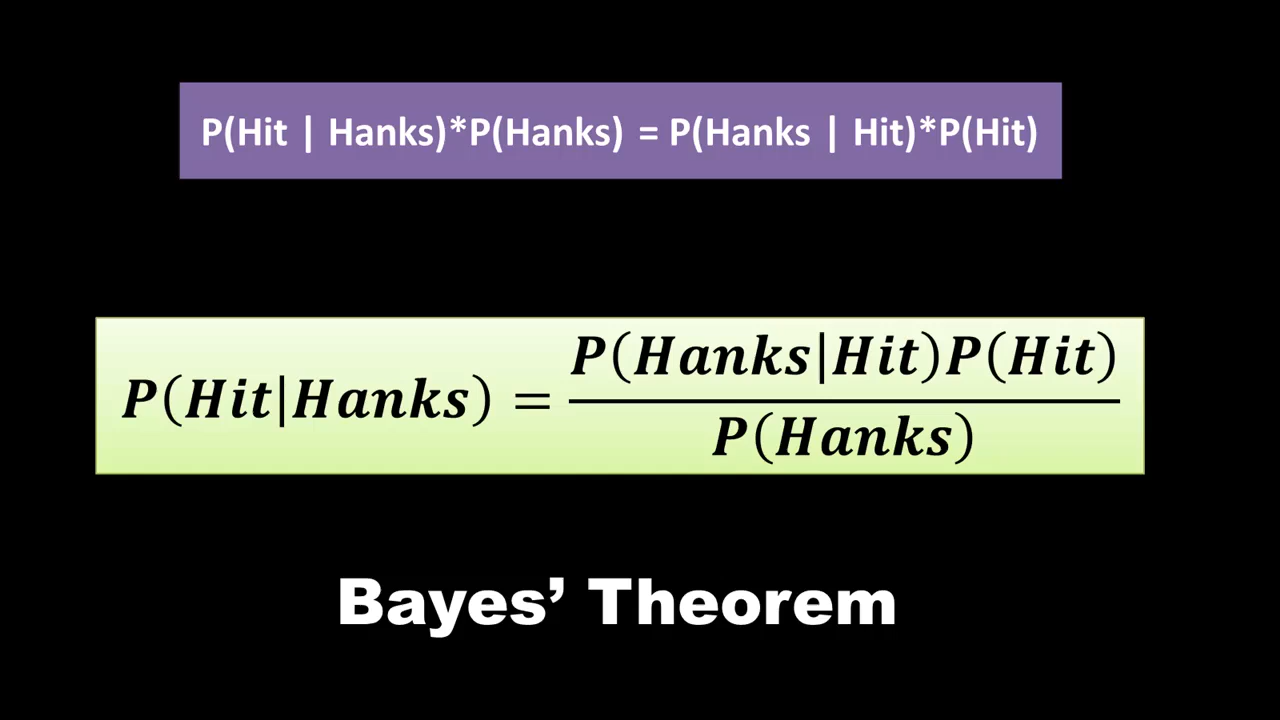 P(Hit | Hanks)*P(Hanks) = P(Hanks | Hit)*P(Hit)
P(Hit|Hanks) = P(Hanks|Hit)P(Hit) / P(Hanks)
Bayes’ Theorem